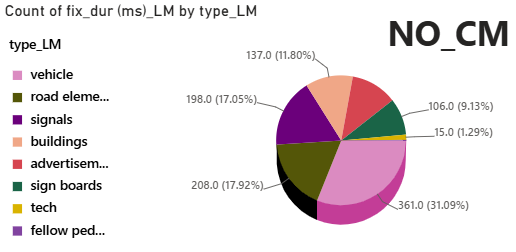 Count of fix_dur (ms)_LM by type_LM
NO_CM
type_LM
vehicle
road eleme...
signals
buildings
advertisem...
sign boards
tech
fellow ped...
137.0 (11.80%)
198.0 (17.05%)
106.0 (9.13%)
15.0 (1.29%)
208.0 (17.92%)
361.0 (31.09%)